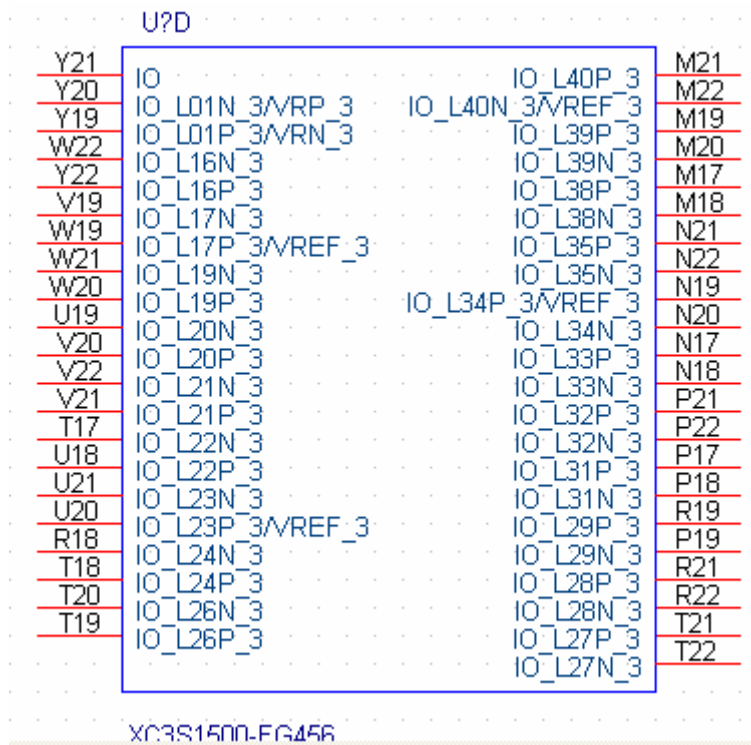 U?D
Y21 IO IO_L40P_3 M21
Y20 IO_L01N_3/VRP_3 IO_L40N_3/VREF_3 M22
Y19 IO_L01P_3/VRN_3 IO_L39P_3 M19
W22 IO_L16N_3 IO_L39N_3 M20
Y22 IO_L16P_3 IO_L38P_3 M17
V19 IO_L17N_3 IO_L38N_3 M18
W19 IO_L17P_3/VREF_3 IO_L35P_3 N21
W21 IO_L19N_3 IO_L35N_3 N22
W20 IO_L19P_3 IO_L34P_3/VREF_3 N19
U19 IO_L20N_3 IO_L34N_3 N20
V20 IO_L20P_3 IO_L33P_3 N17
V22 IO_L21N_3 IO_L33N_3 N18
V21 IO_L21P_3 IO_L32P_3 P21
T17 IO_L22N_3 IO_L32N_3 P22
U18 IO_L22P_3 IO_L31P_3 P17
U21 IO_L23N_3 IO_L31N_3 P18
U20 IO_L23P_3/VREF_3 IO_L29P_3 R19
R18 IO_L24N_3 IO_L29N_3 P19
T18 IO_L24P_3 IO_L28P_3 R21
T20 IO_L26N_3 IO_L28N_3 R22
T19 IO_L26P_3 IO_L27P_3 T21
IO_L27N_3 T22
XC3S1500-FG456